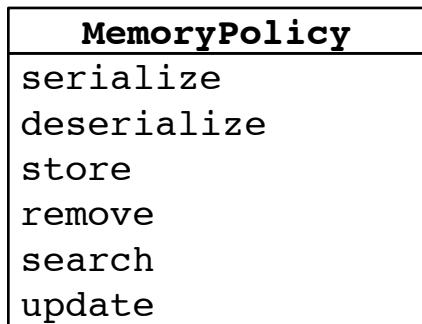 MemoryPolicy
serialize
deserialize
store
remove
search
update